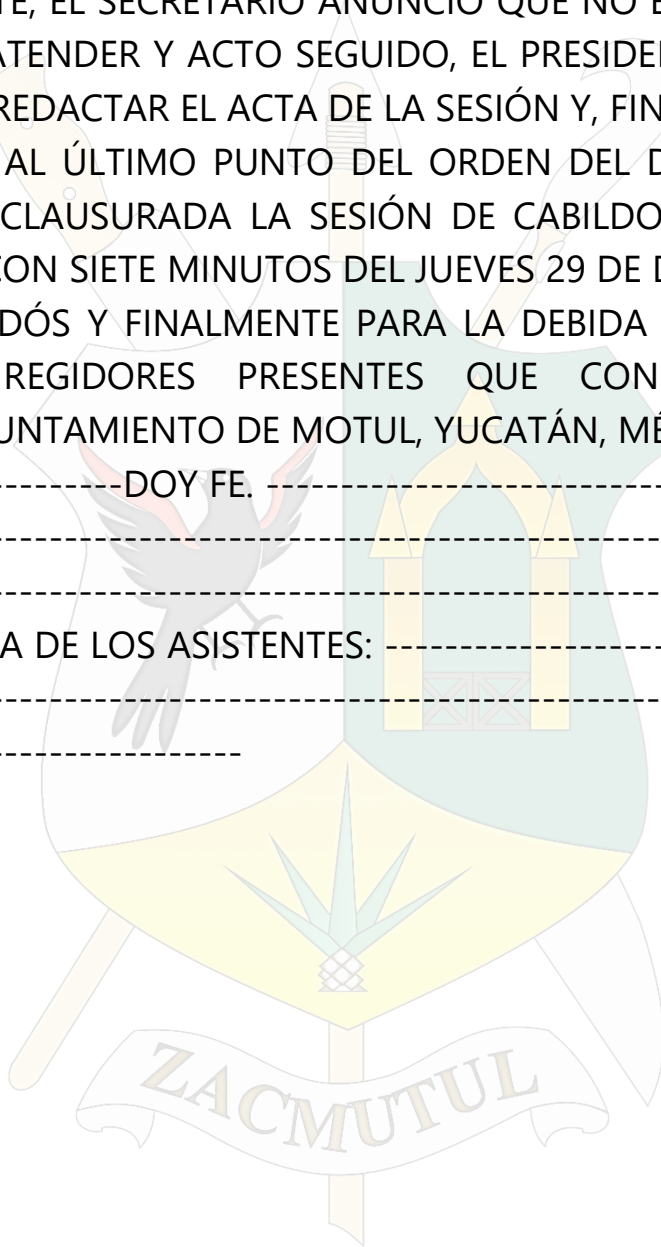 TE, EL SECRETARIO ANUNCIÓ QUE NO E
ATENDER Y ACTO SEGUIDO, EL PRESIDEN
REDACTAR EL ACTA DE LA SESIÓN Y, FIN
AL ÚLTIMO PUNTO DEL ORDEN DEL D
CLAUSURADA LA SESIÓN DE CABILDO
CON SIETE MINUTOS DEL JUEVES 29 DE D
DÓS Y FINALMENTE PARA LA DEBIDA
REGIDORES PRESENTES QUE CON
UNTAMIENTO DE MOTUL, YUCATÁN, MÉ
---------DOY FE. ---------------------------
-------------------------------------------
-------------------------------------------
A DE LOS ASISTENTES: -------------------
-------------------------------------------
-----------------
ZACMUTUL